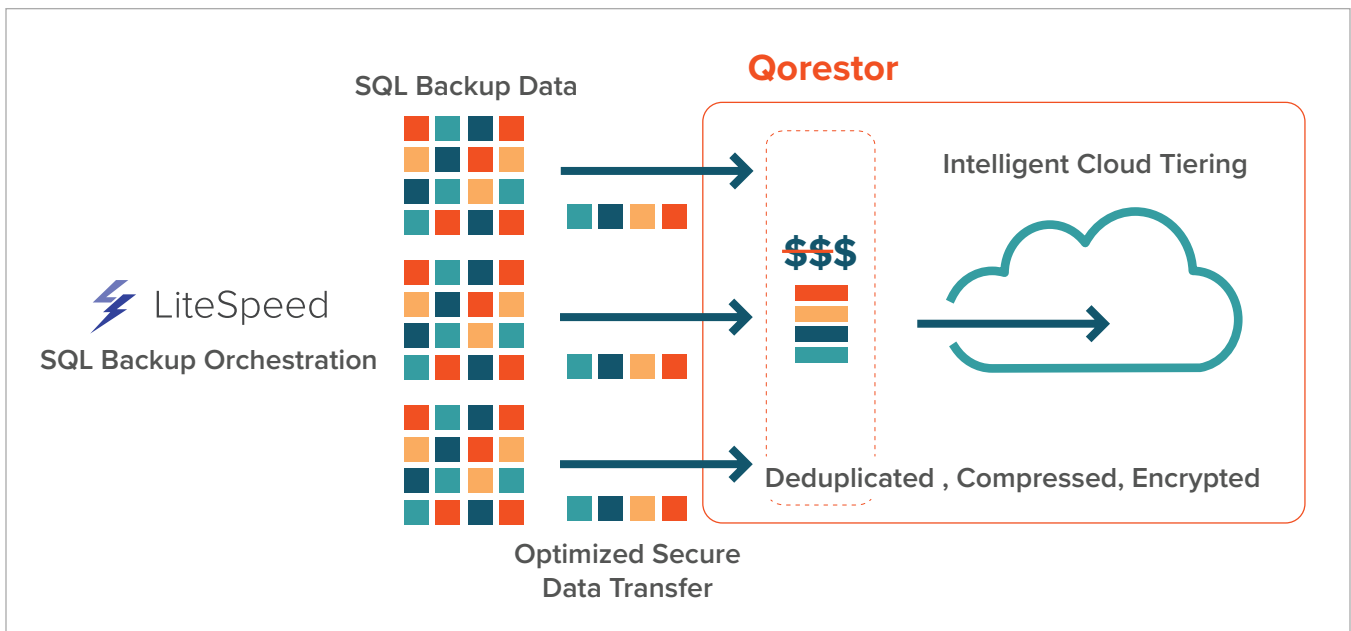 Qorestor
SQL Backup Data
Intelligent Cloud Tiering
$$$
LiteSpeed
SQL Backup Orchestration
Deduplicated , Compressed, Encrypted
Optimized Secure
Data Transfer